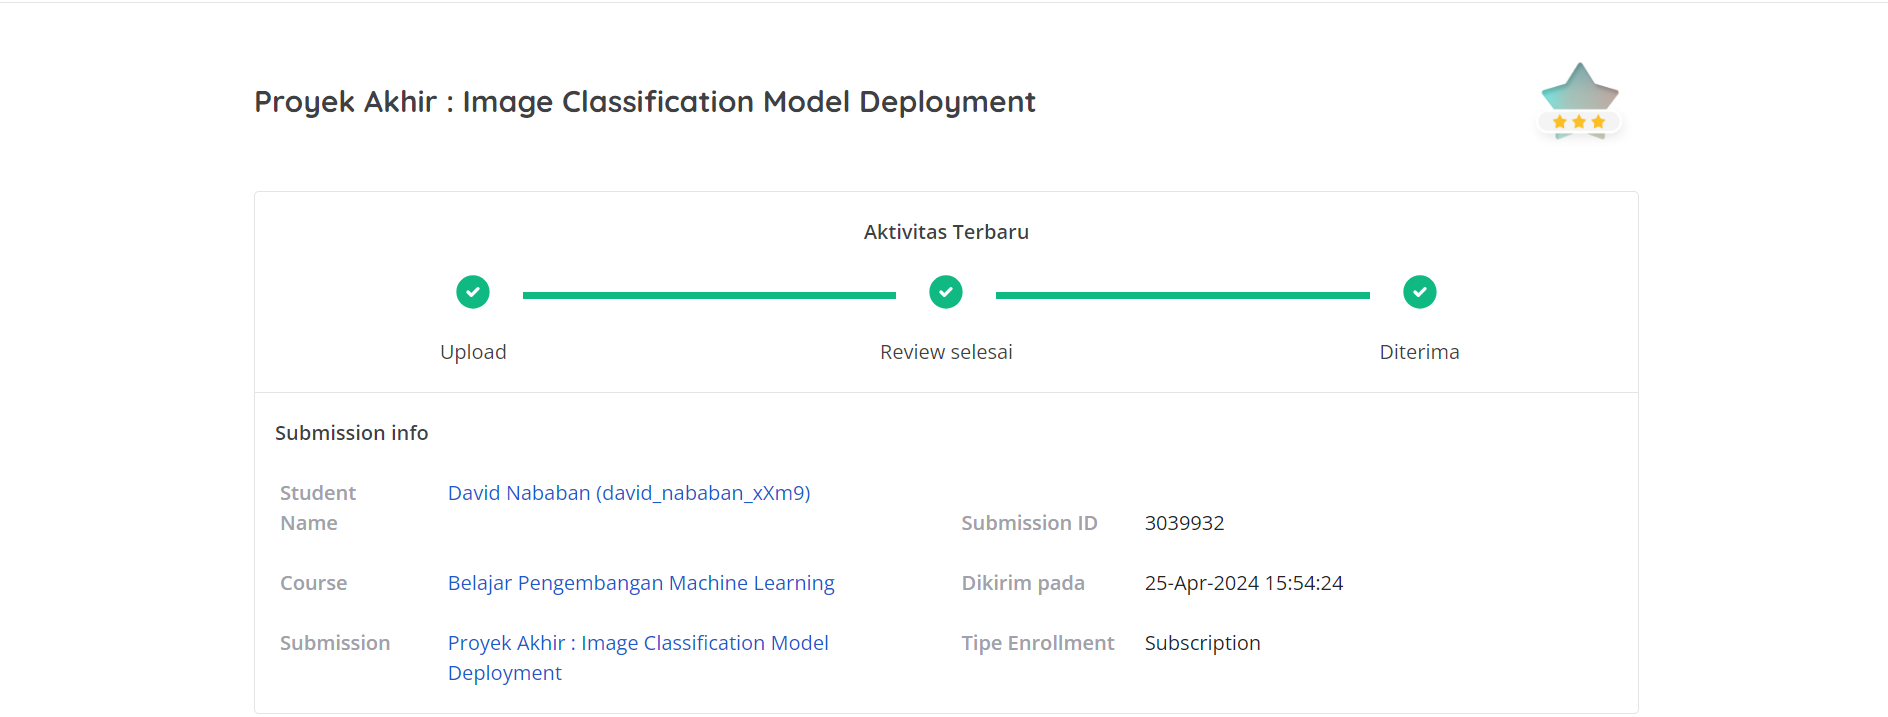 Proyek Akhir : Image Classification Model Deployment
Aktivitas Terbaru
Upload
Review selesai
Diterima
Submission info
Student
Name
David Nababan (david_nababan_xXm9)
Submission ID
3039932
Course
Belajar Pengembangan Machine Learning
Dikirim pada
25-Apr-2024 15:54:24
Submission
Proyek Akhir : Image Classification Model
Deployment
Tipe Enrollment
Subscription